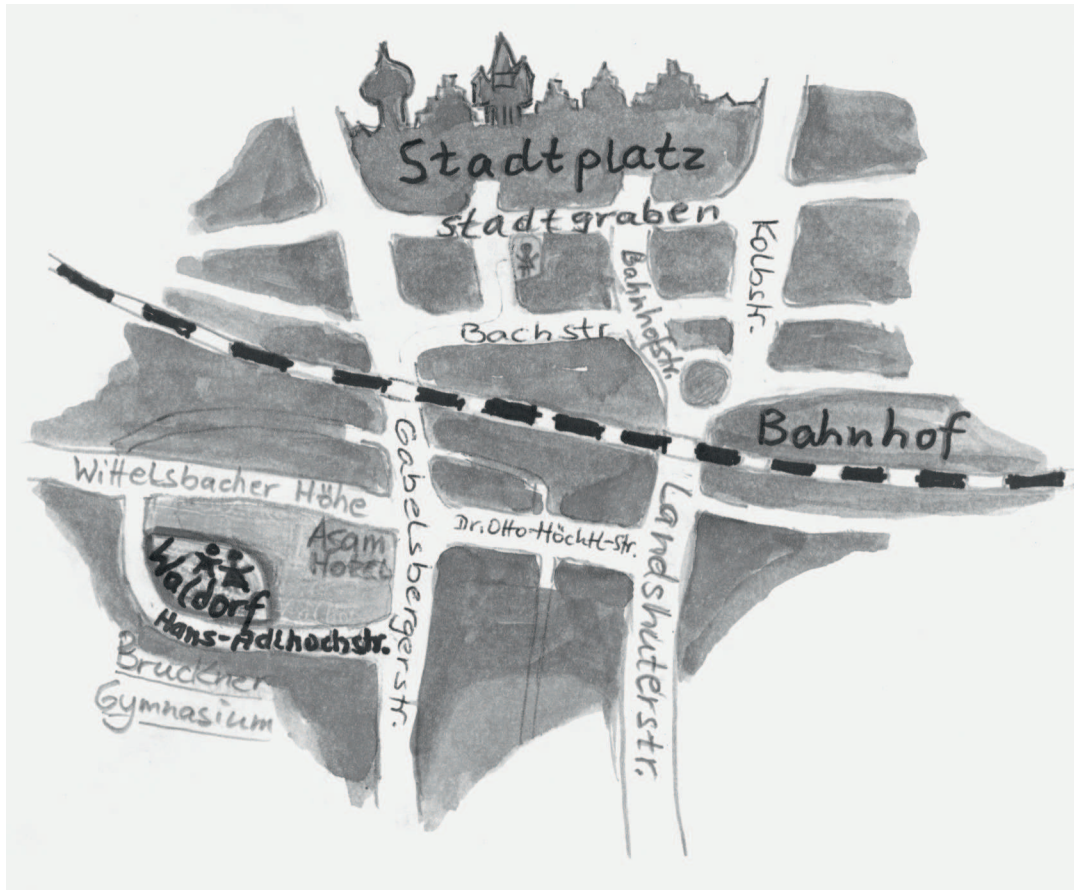 Stadtplatz
Stadtgraben
Kolbstr.
Bahnhofstr.
Bachstr.
Bahnhof
Gabelsbergerstr.
Wittelsbacher Höhe
Landshuterstr.
Dr. Otto-Höchtl-Str.
Asam
HOTEL
Waldorf
Hans-Adlhochstr.
Bruckner
Gymnasium